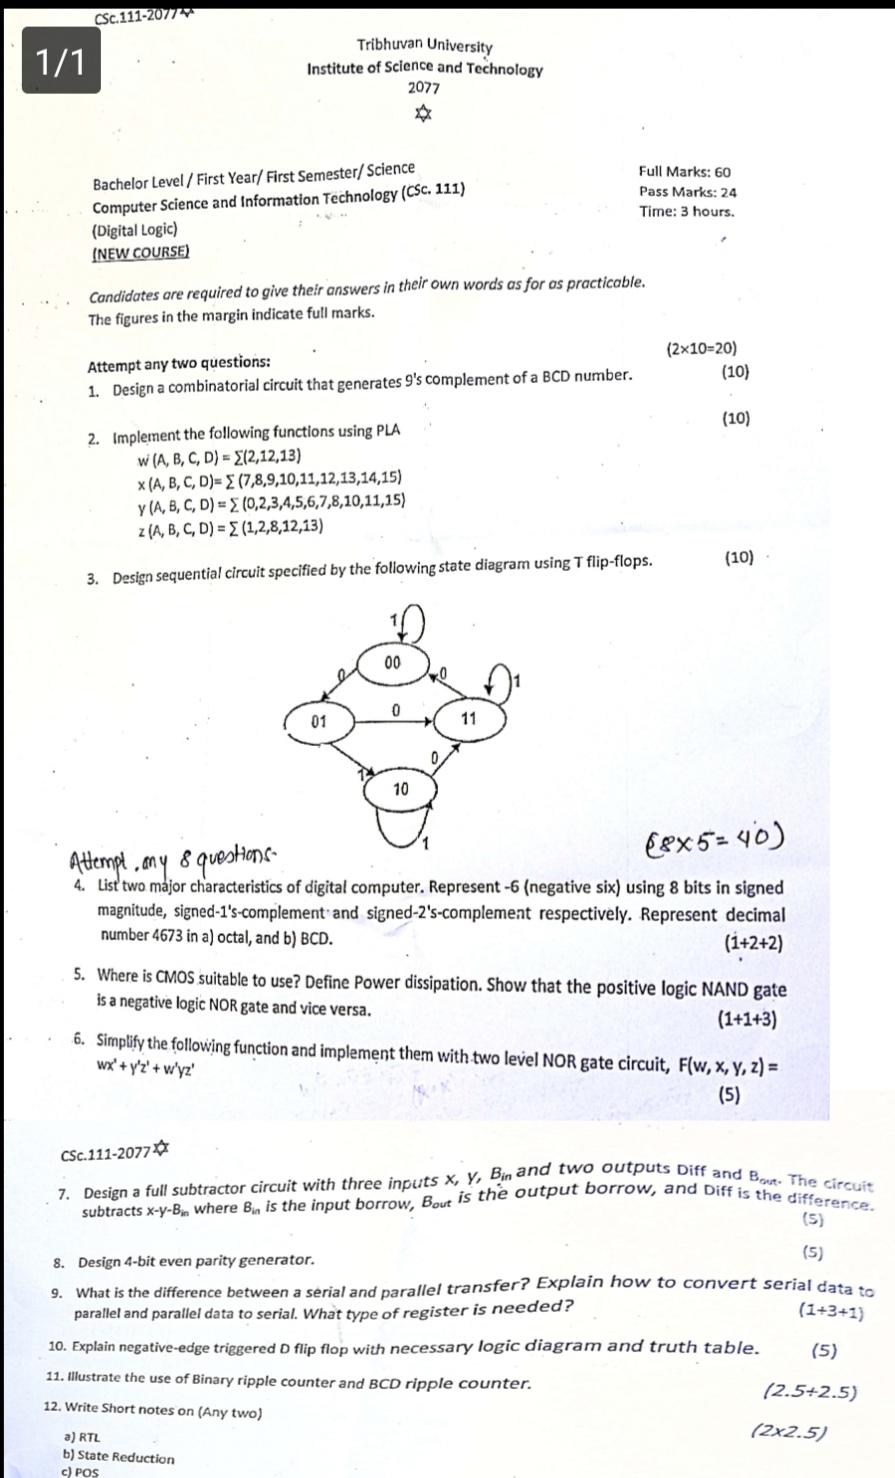 CSc.111-2077
1/1
Tribhuvan University
Institute of Science and Technology
2077
Bachelor Level / First Year/ First Semester/ Science
Full Marks: 60
Computer Science and Information Technology (CSc. 111)
Pass Marks: 24
(Digital Logic)
Time: 3 hours.
(NEW COURSE)
Candidates are required to give their answers in their own words as for as practicable.
The figures in the margin indicate full marks.
Attempt any two questions:
(2×10=20)
1. Design a combinatorial circuit that generates 9's complement of a BCD number.
(10)
2. Implement the following functions using PLA
(10)
w (A, B, C, D) = ∑(2,12,13)
x (A, B, C, D)= ∑ (7,8,9,10,11,12,13,14,15)
y (A, B, C, D) = ∑ (0,2,3,4,5,6,7,8,10,11,15)
z (A, B, C, D) = ∑ (1,2,8,12,13)
3. Design sequential circuit specified by the following state diagram using T flip-flops.
(10)
1
00
0
0
1
01
0
11
1
0
10
1
Attempt any 8 questions-
(8×5=40)
4. List two major characteristics of digital computer. Represent -6 (negative six) using 8 bits in signed
magnitude, signed-1's-complement and signed-2's-complement respectively. Represent decimal
number 4673 in a) octal, and b) BCD.
(1+2+2)
5. Where is CMOS suitable to use? Define Power dissipation. Show that the positive logic NAND gate
is a negative logic NOR gate and vice versa.
(1+1+3)
6. Simplify the following function and implement them with two level NOR gate circuit, F(w, x, y, z) =
wx' + y'z' + w'yz'
(5)
CSc.111-2077
7. Design a full subtractor circuit with three inputs x, y, Bin and two outputs Diff and Bout. The circuit
subtracts x-y-Bin where Bin is the input borrow, Bout is the output borrow, and Diff is the difference.
(5)
8. Design 4-bit even parity generator.
(5)
9. What is the difference between a serial and parallel transfer? Explain how to convert serial data to
parallel and parallel data to serial. What type of register is needed?
(1+3+1)
10. Explain negative-edge triggered D flip flop with necessary logic diagram and truth table.
(5)
11. Illustrate the use of Binary ripple counter and BCD ripple counter.
(2.5+2.5)
12. Write Short notes on (Any two)
(2x2.5)
a) RTL
b) State Reduction
c) POS